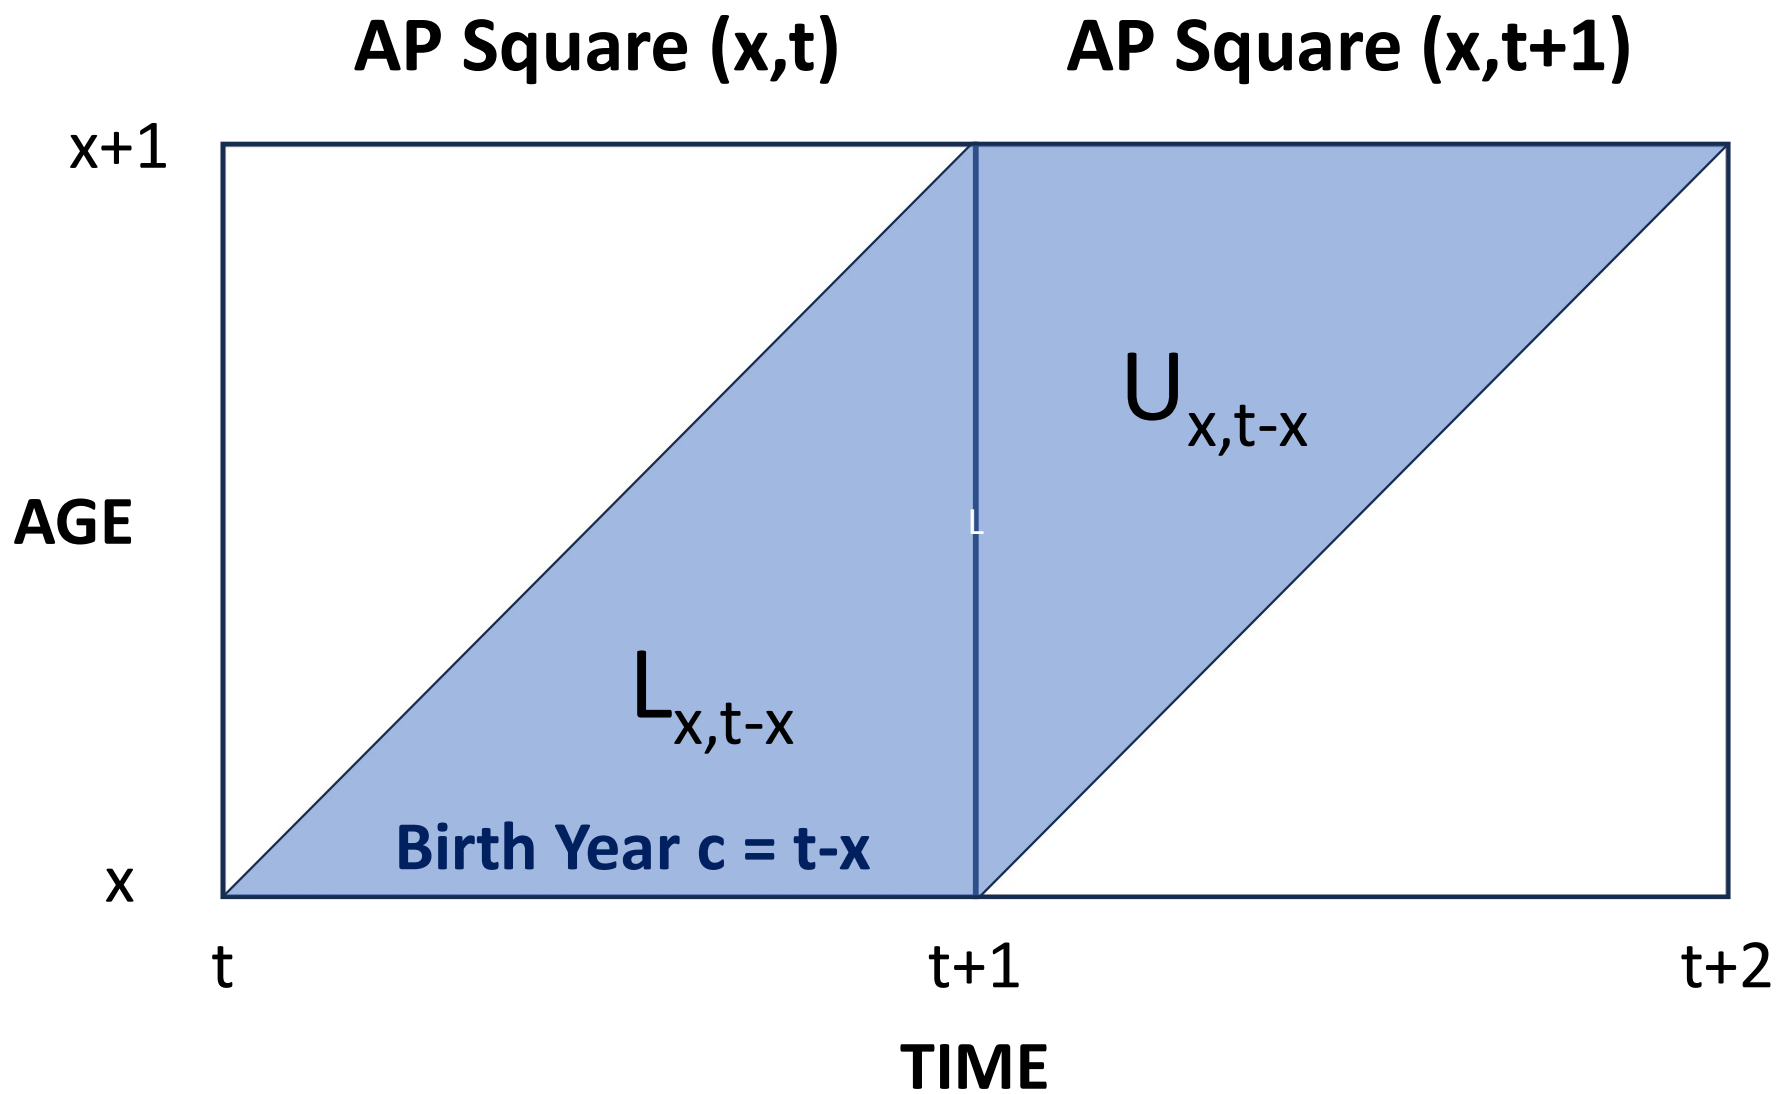 AP Square (x,t)
AP Square (x,t+1)
x+1
U x,t-x
AGE
L
L x,t-x
Birth Year c = t-x
x
t
t+1
t+2
TIME